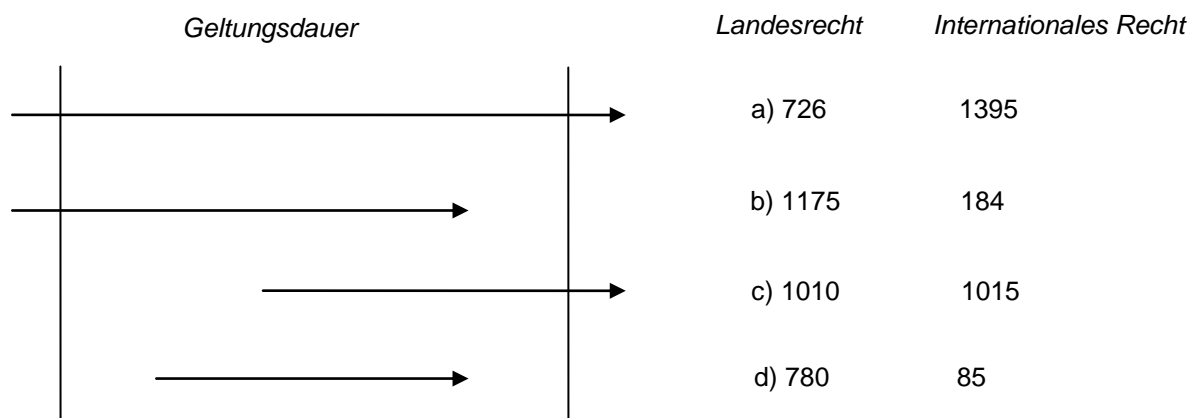 Geltungsdauer Landesrecht Internationales Recht
a) 726 1395
b) 1175 184
c) 1010 1015
d) 780 85